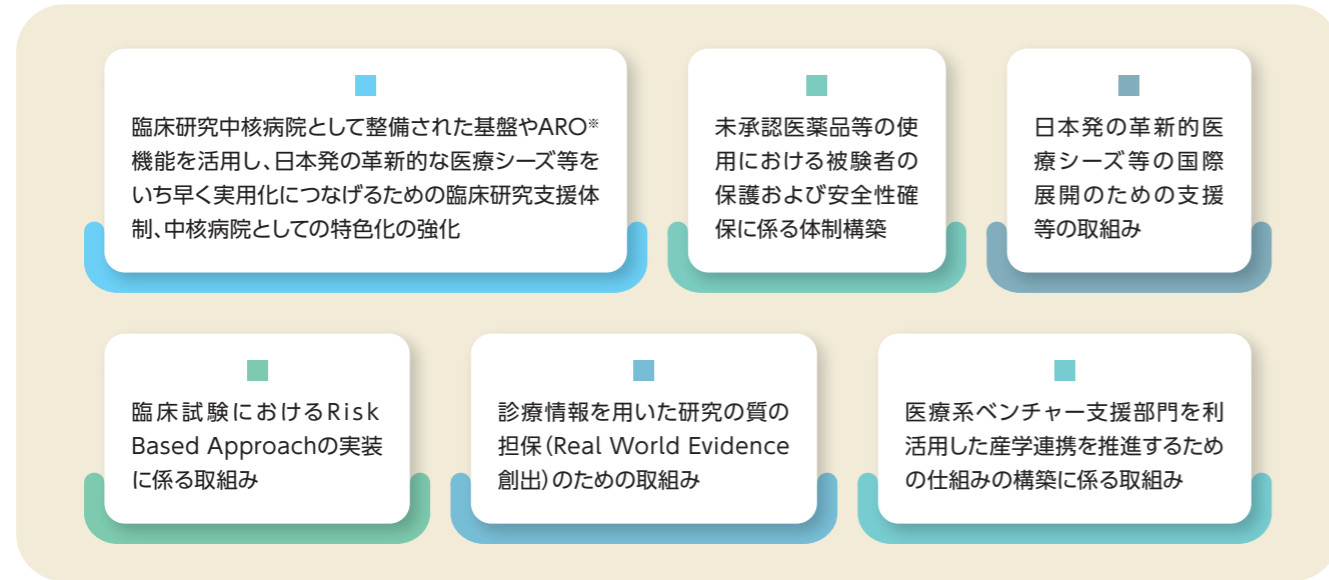 臨床研究中核病院として整備された基盤やARO※
機能を活用し、日本発の革新的な医療シーズ等を
いち早く実用化につなげるための臨床研究支援体
制、中核病院としての特色化の強化
未承認医薬品等の使
用における被験者の
保護および安全性確
保に係る体制構築
日本発の革新的医
療シーズ等の国際
展開のための支援
等の取組み
臨床試験におけるRisk
Based Approachの実装
に係る取組み
診療情報を用いた研究の質の
担保(Real World Evidence
創出)のための取組み
医療系ベンチャー支援部門を利
活用した産学連携を推進するため
の仕組みの構築に係る取組み